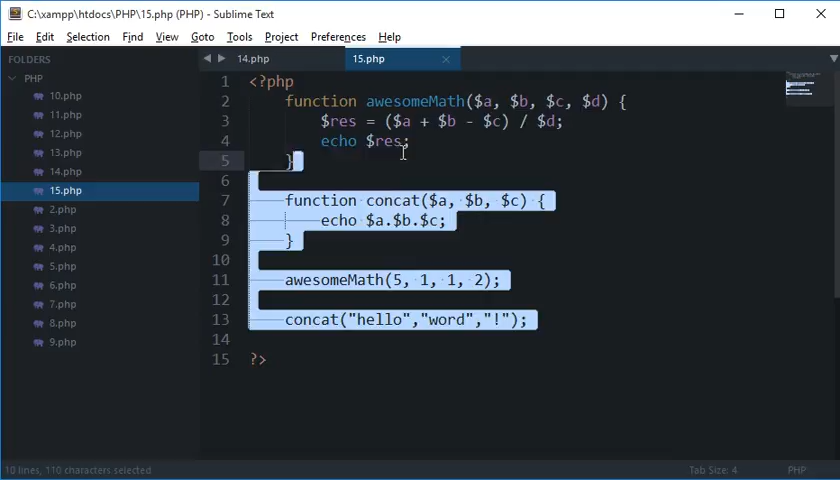 C:\xampp\htdocs\PHP\15.php (PHP) - Sublime Text
File Edit Selection Find View Goto Tools Project Preferences Help
FOLDERS
PHP
10.php
11.php
12.php
13.php
14.php
15.php
2.php
3.php
4.php
5.php
6.php
7.php
8.php
9.php
14.php 15.php
1 <?php
2 function awesomeMath($a, $b, $c, $d) {
3 $res = ($a + $b - $c) / $d;
4 echo $res;
5 }
6
7 function concat($a, $b, $c) {
8 echo $a.$b.$c;
9 }
10
11 awesomeMath(5, 1, 1, 2);
12
13 concat("hello","word","!");
14
15 ?>
10 lines, 110 characters selected Tab Size: 4 PHP